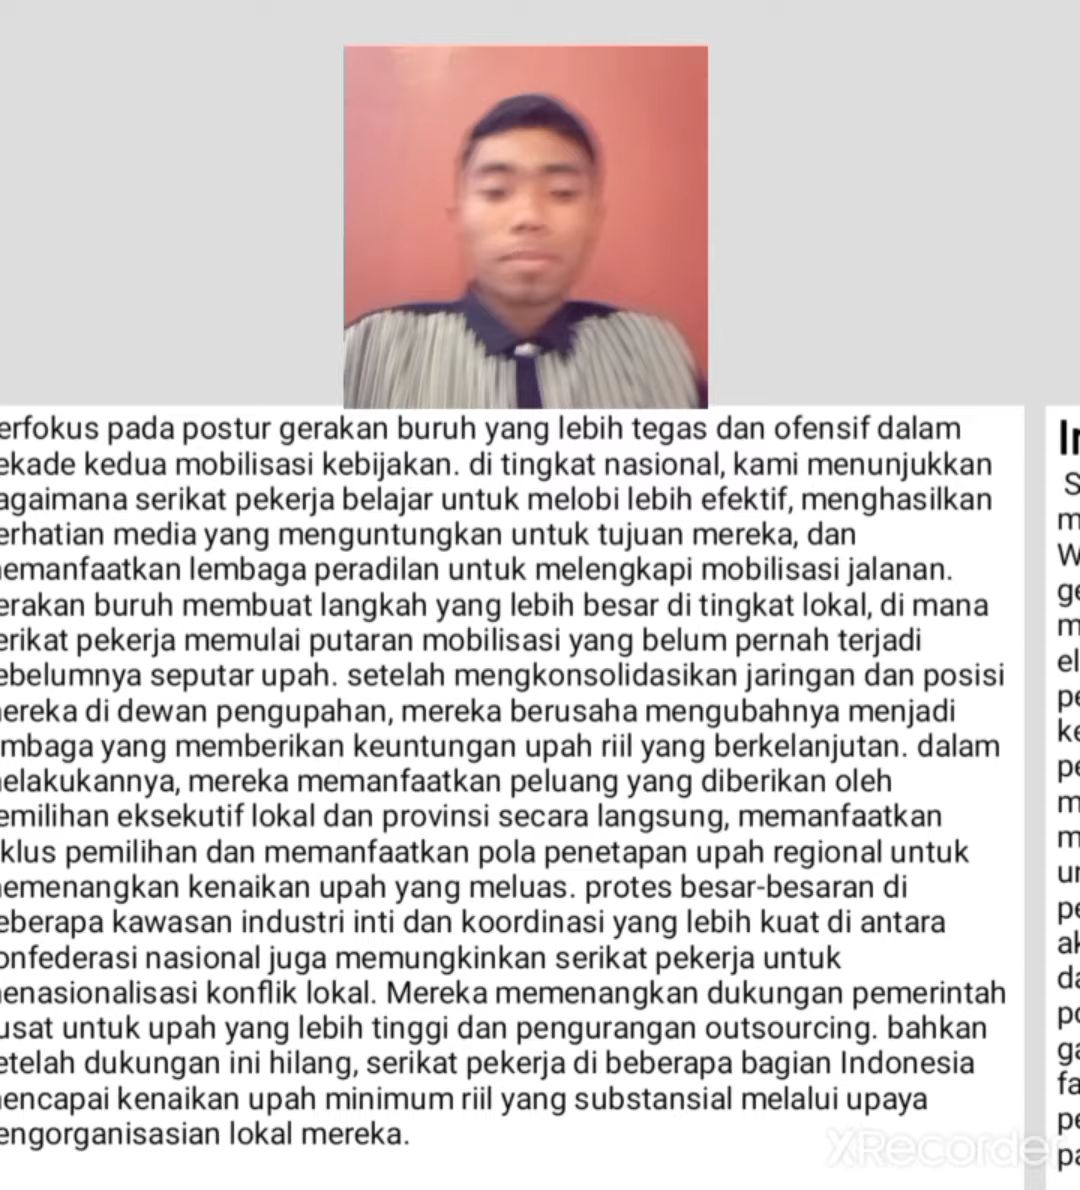 erfokus pada postur gerakan buruh yang lebih tegas dan ofensif dalam
ekade kedua mobilisasi kebijakan. di tingkat nasional, kami menunjukkan
agaimana serikat pekerja belajar untuk melobi lebih efektif, menghasilkan
erhatian media yang menguntungkan untuk tujuan mereka, dan
emanfaatkan lembaga peradilan untuk melengkapi mobilisasi jalanan.
erakan buruh membuat langkah yang lebih besar di tingkat lokal, di mana
erikat pekerja memulai putaran mobilisasi yang belum pernah terjadi
ebelumnya seputar upah. setelah mengkonsolidasikan jaringan dan posisi
ereka di dewan pengupahan, mereka berusaha mengubahnya menjadi
mbaga yang memberikan keuntungan upah riil yang berkelanjutan. dalam
elakukannya, mereka memanfaatkan peluang yang diberikan oleh
emilihan eksekutif lokal dan provinsi secara langsung, memanfaatkan
klus pemilihan dan memanfaatkan pola penetapan upah regional untuk
emenangkan kenaikan upah yang meluas. protes besar-besaran di
eberapa kawasan industri inti dan koordinasi yang lebih kuat di antara
onfederasi nasional juga memungkinkan serikat pekerja untuk
enasionalisasi konflik lokal. Mereka memenangkan dukungan pemerintah
usat untuk upah yang lebih tinggi dan pengurangan outsourcing. bahkan
etelah dukungan ini hilang, serikat pekerja di beberapa bagian Indonesia
encapai kenaikan upah minimum riil yang substansial melalui upaya
engorganisasian lokal mereka.
XRecorder